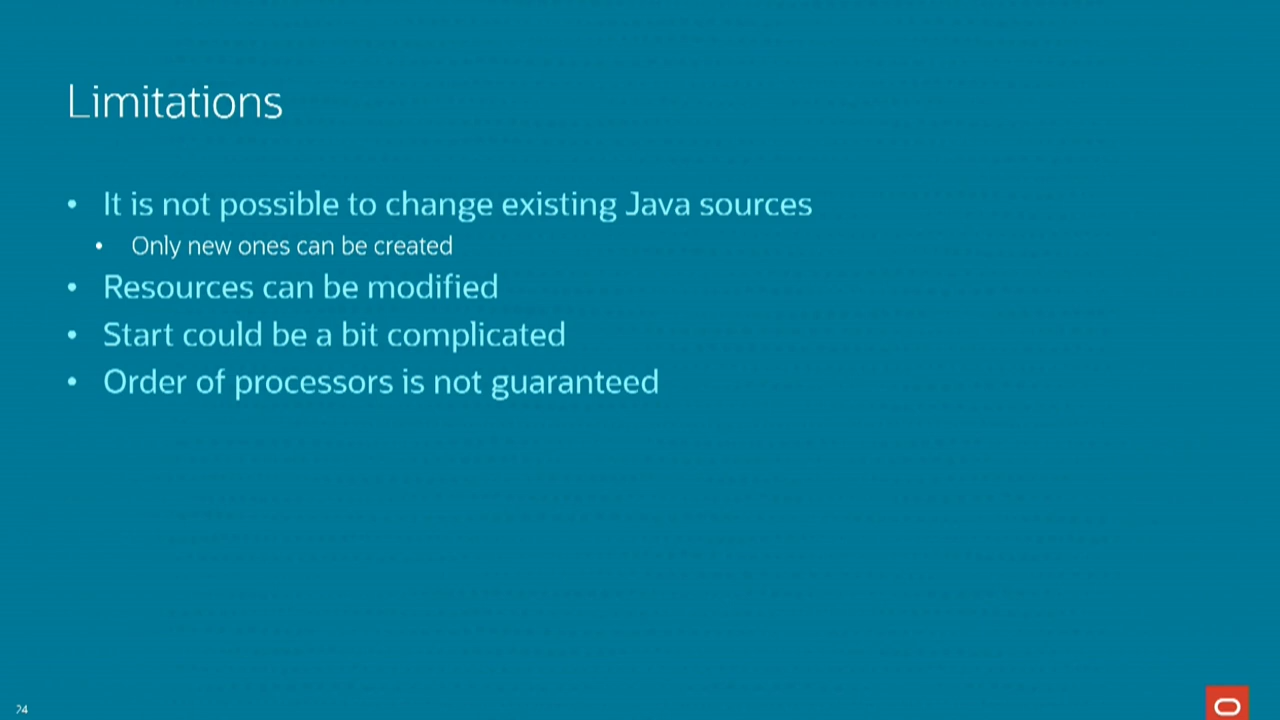 Limitations
• It is not possible to change existing Java sources
• Only new ones can be created
• Resources can be modified
• Start could be a bit complicated
• Order of processors is not guaranteed
24